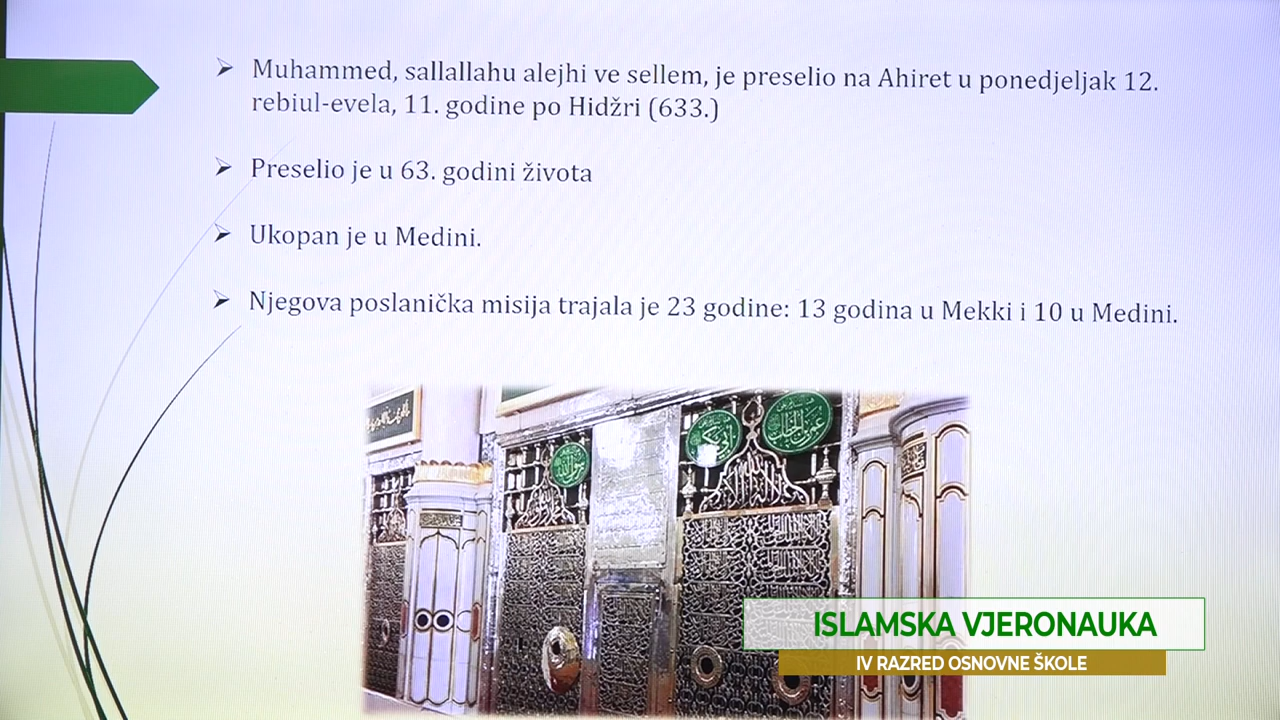 Muhammed, sallallahu alejhi ve sellem, je preselio na Ahiret u ponedjeljak 12.
rebiul-evela, 11. godine po Hidžri (633.)
Preselio je u 63. godini života
Ukopan je u Medini.
Njegova poslanička misija trajala je 23 godine: 13 godina u Mekki i 10 u Medini.
ISLAMSKA VJERONAUKA
IV RAZRED OSNOVNE ŠKOLE